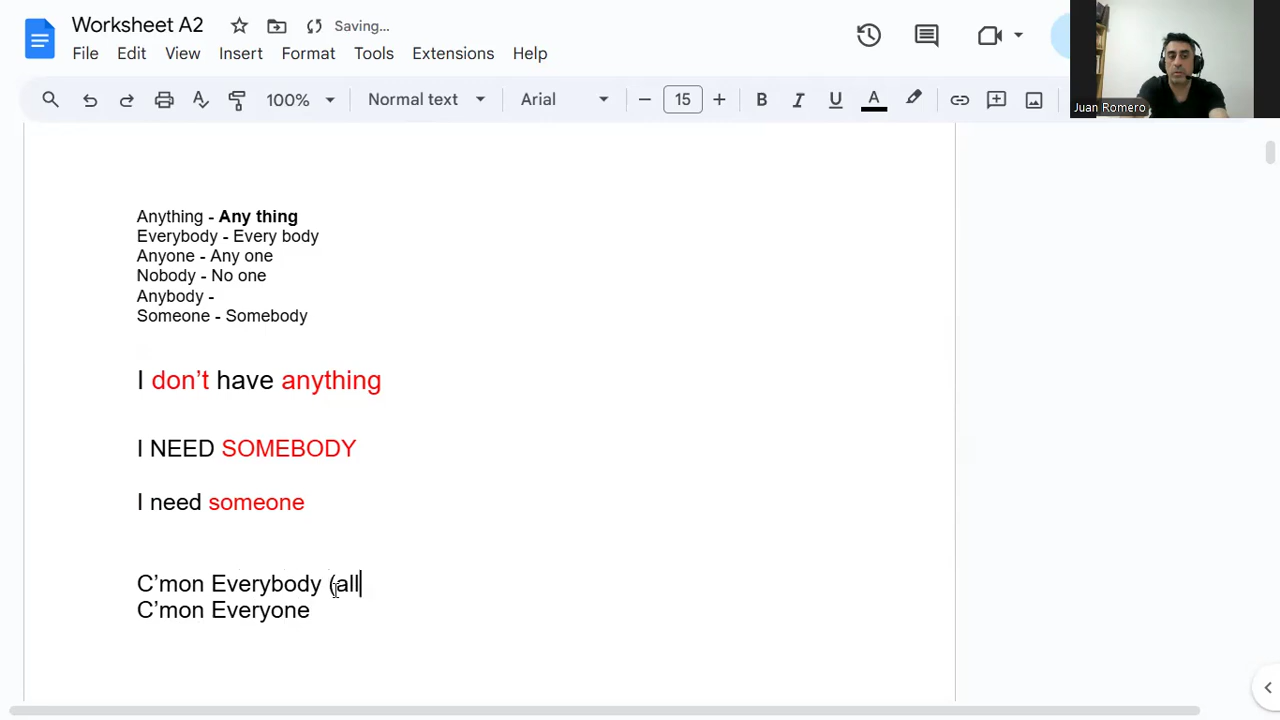 Worksheet A2
Saving…
File Edit View Insert Format Tools Extensions Help
100% Normal text Arial 15 B I U A
Juan Romero
Anything - Any thing
Everybody - Every body
Anyone - Any one
Nobody - No one
Anybody -
Someone - Somebody
I don’t have anything
I NEED SOMEBODY
I need someone
C’mon Everybody (all
C’mon Everyone